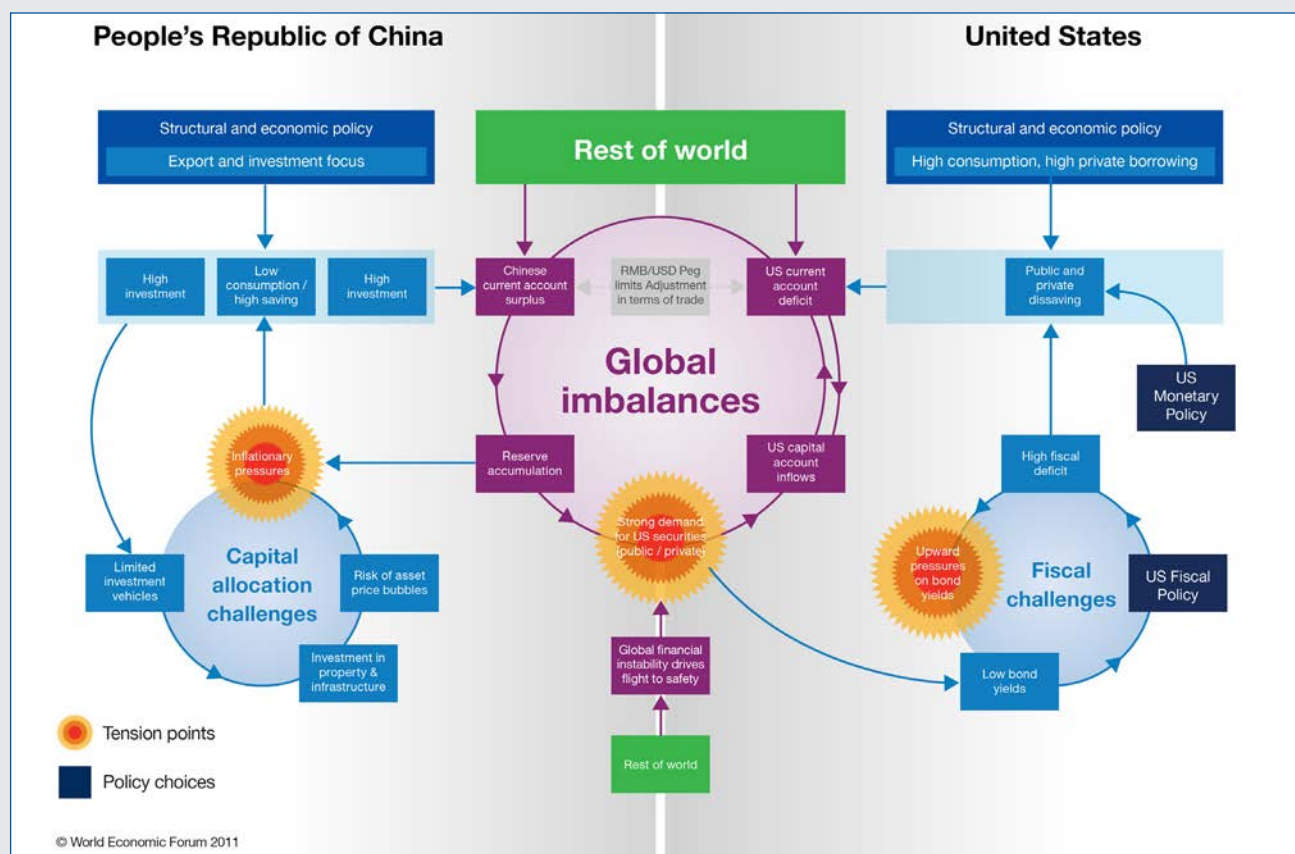 People's Republic of China
United States
Structural and economic policy
Export and investment focus
Rest of world
Structural and economic policy
High consumption, high private borrowing
High
investment
Low
consumption /
high saving
High
investment
Chinese
current account
surplus
RMB/USD Peg
limits Adjustment
in terms of trade
US current
account
deficit
Public and
private
dissaving
Global
imbalances
US
Monetary
Policy
Inflationary
pressures
Reserve
accumulation
US capital
account
inflows
High fiscal
deficit
Strong demand
for US securities
(public / private)
Limited
investment
vehicles
Capital
allocation
challenges
Risk of asset
price bubbles
Upward
pressures
on bond
yields
Fiscal
challenges
US Fiscal
Policy
Investment in
property &
infrastructure
Global financial
instability drives
flight to safety
Low bond
yields
Tension points
Rest of world
Policy choices
© World Economic Forum 2011